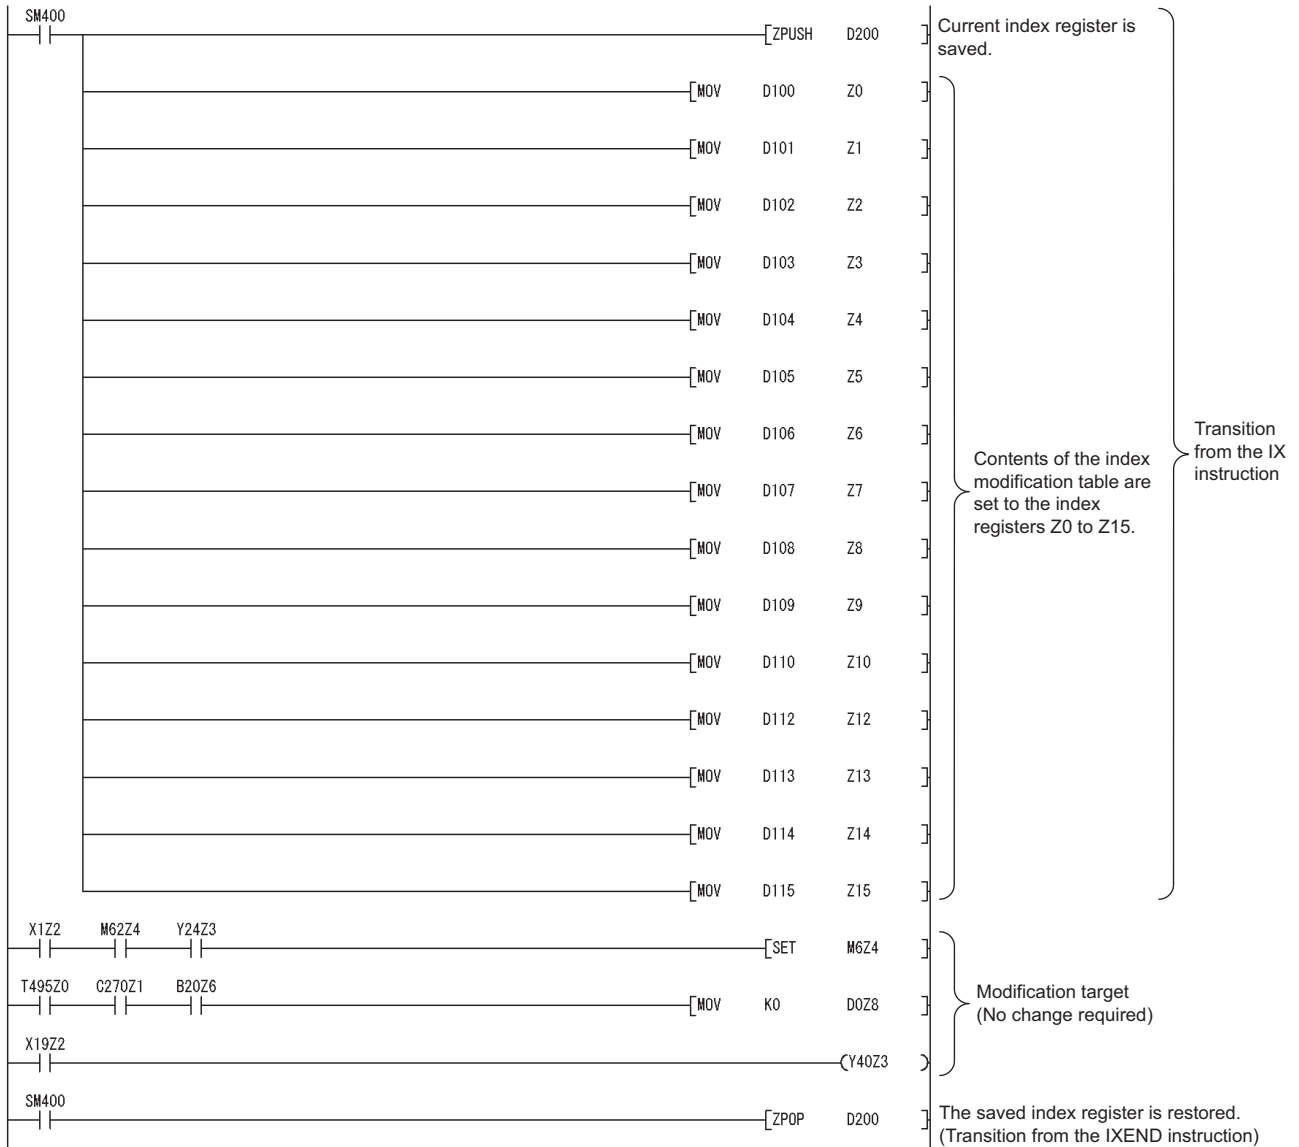 SM400
[ZPUSH D200 ]
Current index register is
saved.
[MOV D100 Z0 ]
[MOV D101 Z1 ]
[MOV D102 Z2 ]
[MOV D103 Z3 ]
[MOV D104 Z4 ]
[MOV D105 Z5 ]
[MOV D106 Z6 ]
[MOV D107 Z7 ]
[MOV D108 Z8 ]
[MOV D109 Z9 ]
[MOV D110 Z10 ]
[MOV D112 Z12 ]
[MOV D113 Z13 ]
[MOV D114 Z14 ]
[MOV D115 Z15 ]
Contents of the index
modification table are
set to the index
registers Z0 to Z15.
Transition
from the IX
instruction
X1Z2 M62Z4 Y24Z3
[SET M6Z4 ]
T495Z0 C270Z1 B20Z6
[MOV K0 D0Z8 ]
X19Z2
(Y40Z3 )
Modification target
(No change required)
SM400
[ZPOP D200 ]
The saved index register is restored.
(Transition from the IXEND instruction)